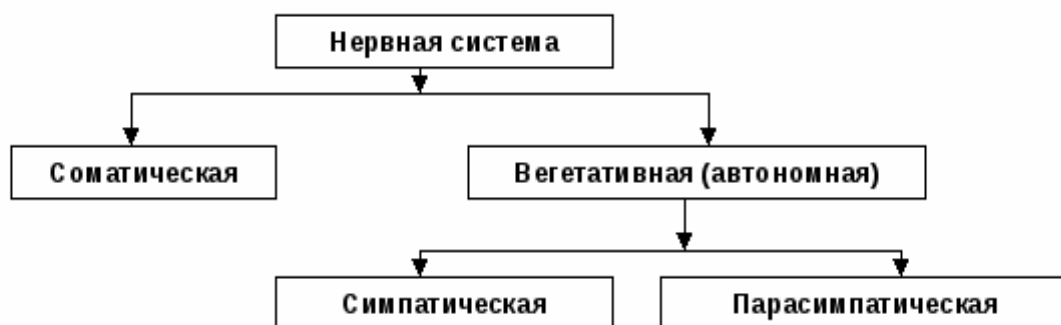 Нервная система
Соматическая
Вегетативная (автономная)
Симпатическая
Парасимпатическая